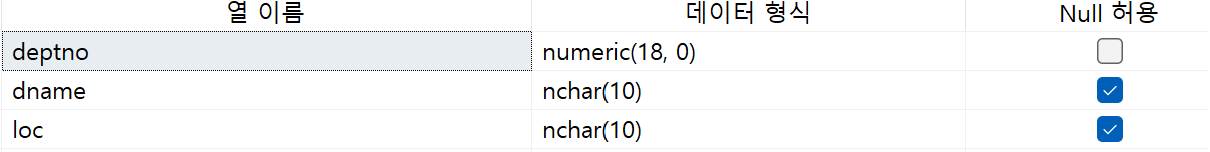 열 이름 데이터 형식 Null 허용
deptno numeric(18, 0)
dname nchar(10)
loc nchar(10)